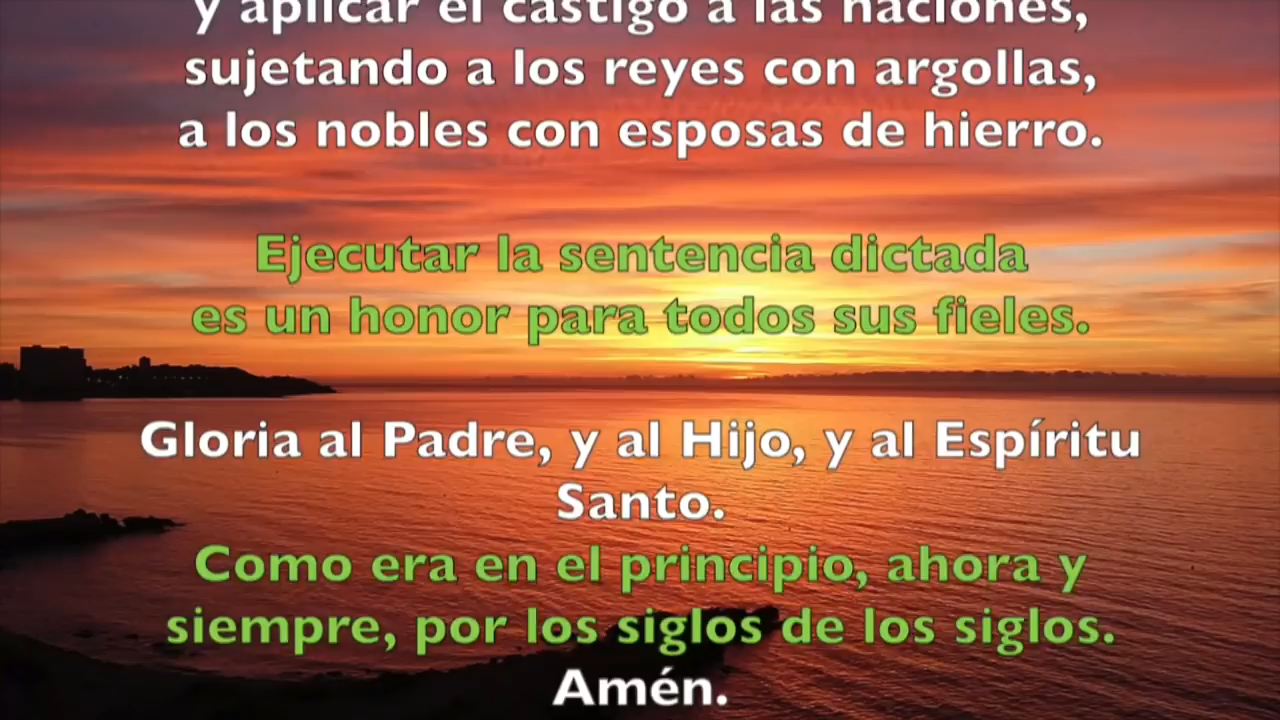 y aplicar el castigo a las naciones,
sujetando a los reyes con argollas,
a los nobles con esposas de hierro.
Ejecutar la sentencia dictada
es un honor para todos sus fieles.
Gloria al Padre, y al Hijo, y al Espíritu
Santo.
Como era en el principio, ahora y
siempre, por los siglos de los siglos.
Amén.